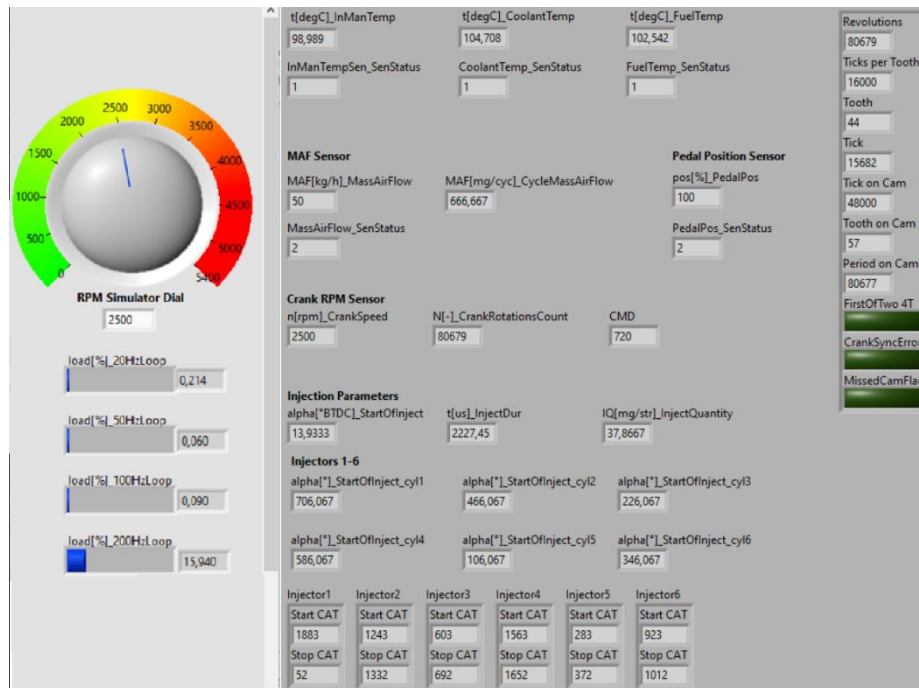 t[degC]_InManTemp t[degC]_CoolantTemp t[degC]_FuelTemp
98,989 104,708 102,542
InManTempSen_SenStatus CoolantTemp_SenStatus FuelTemp_SenStatus
1 1 1
Revolutions
80679
Ticks per Tooth
16000
Tooth
44
Tick
15682
Tick on Cam
48000
Tooth on Cam
57
Period on Cam
80677
FirstOfTwo 4T
CrankSyncError
MissedCamFla
0 500 1000 1500 2000 2500 3000 3500 4000 4500 5000 5400
RPM Simulator Dial
2500
load[%]_20HzLoop
0,214
load[%]_50HzLoop
0,060
load[%]_100HzLoop
0,090
load[%]_200HzLoop
15,940
MAF Sensor
MAF[kg/h]_MassAirFlow MAF[mg/cyc]_CycleMassAirFlow
50 666,667
MassAirFlow_SenStatus
2
Pedal Position Sensor
pos[%]_PedalPos
100
PedalPos_SenStatus
2
Crank RPM Sensor
n[rpm]_CrankSpeed N[-]_CrankRotationsCount CMD
2500 80679 720
Injection Parameters
alpha[°BTDC]_StartOfInject t[us]_InjectDur IQ[mg/str]_InjectQuantity
13,9333 2227,45 37,8667
Injectors 1-6
alpha[°]_StartOfInject_cyl1 alpha[°]_StartOfInject_cyl2 alpha[°]_StartOfInject_cyl3
706,067 466,067 226,067
alpha[°]_StartOfInject_cyl4 alpha[°]_StartOfInject_cyl5 alpha[°]_StartOfInject_cyl6
586,067 106,067 346,067
Injector1 Injector2 Injector3 Injector4 Injector5 Injector6
Start CAT Start CAT Start CAT Start CAT Start CAT Start CAT
1883 1243 603 1563 283 923
Stop CAT Stop CAT Stop CAT Stop CAT Stop CAT Stop CAT
52 1332 692 1652 372 1012